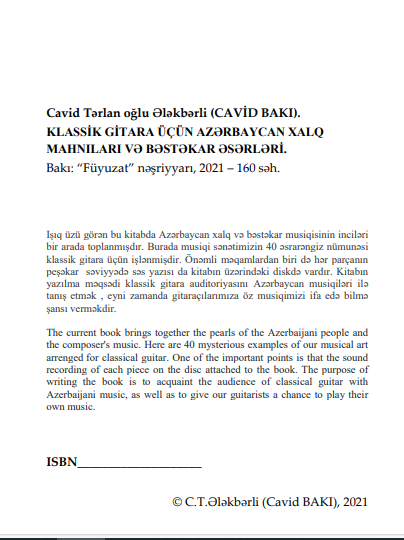 Cavid Tərlan oğlu Ələkbərli (CAVİD BAKI).
KLASSİK GİTARA ÜÇÜN AZƏRBAYCAN XALQ
MAHNILARI VƏ BƏSTƏKAR ƏSƏRLƏRİ.
Bakı: “Füyuzat” nəşriyyarı, 2021 – 160 səh.
Işıq üzü görən bu kitabda Azərbaycan xalq və bəstəkar musiqisinin inciləri
bir arada toplanmışdır. Burada musiqi sənətimizin 40 əsrarəngiz nümunəsi
klassik gitara üçün işlənmişdir. Önəmli məqamlardan biri də hər parçanın
peşəkar səviyyədə səs yazısı da kitabın üzərindəki diskdə vardır. Kitabın
yazılma məqsədi klassik gitara auditoriyasını Azərbaycan musiqiləri ilə
tanış etmək , eyni zamanda gitaraçılarımıza öz musiqimizi ifa edə bilmə
şansı verməkdir.
The current book brings together the pearls of the Azerbaijani people and
the composer's music. Here are 40 mysterious examples of our musical art
arrenged for classical guitar. One of the important points is that the sound
recording of each piece on the disc attached to the book. The purpose of
writing the book is to acquaint the audience of classical guitar with
Azerbaijani music, as well as to give our guitarists a chance to play their
own music.
ISBN____________________
© C.T.Ələkbərli (Cavid BAKI), 2021